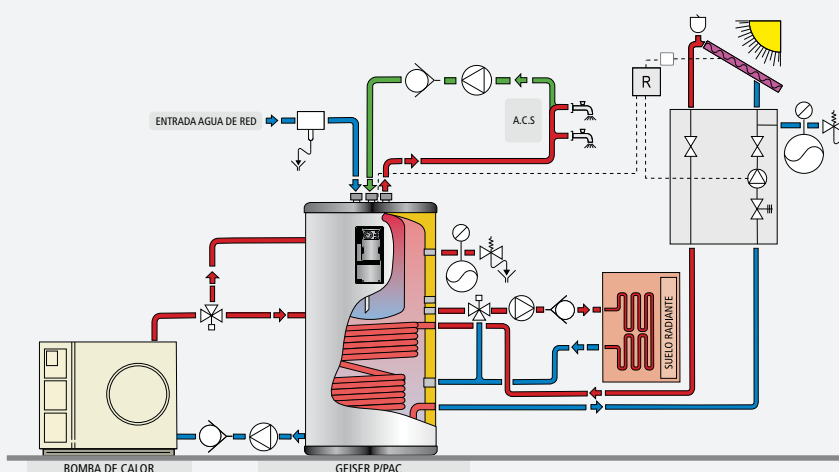 ENTRADA AGUA DE RED
A.C.S
R
SUELO RADIANTE
BOMBA DE CALOR
GEISER P/PAC